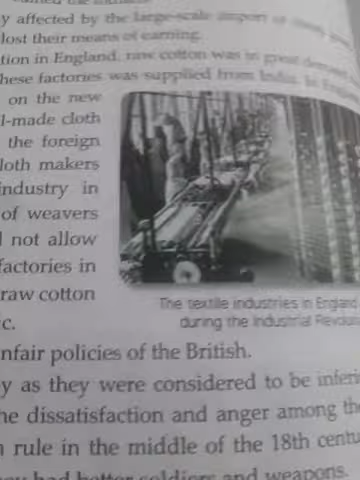 y affected by the large-scale import of
lost their means of earning.
tion in England, raw cotton was in great
hese factories was supplied from India. In
on the new
l-made cloth
the foreign
loth makers
industry in
of weavers
not allow
factories in
raw cotton
c.
The textile industries in England
during the Industrial Revolu
nfair policies of the British.
y as they were considered to be inferi
he dissatisfaction and anger among the
n rule in the middle of the 18th centu
ey had better soldiers and weapons.